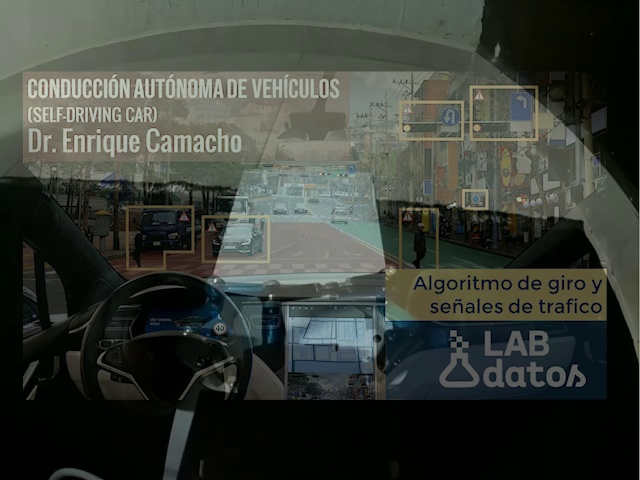 CONDUCCIÓN AUTÓNOMA DE VEHÍCULOS
(SELF-DRIVING CAR)
Dr. Enrique Camacho
40
Algoritmo de giro y
señales de trafico
LAB
datos